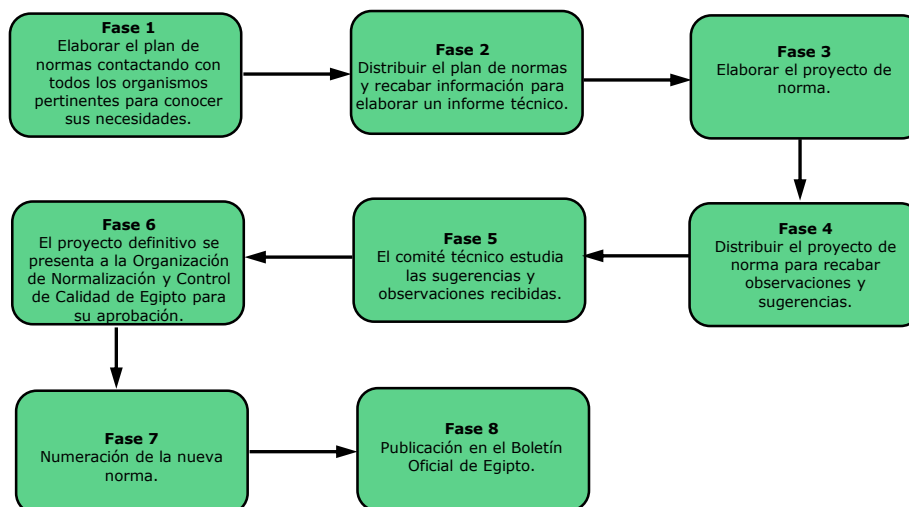 Fase 1
Elaborar el plan de
normas contactando con
todos los organismos
pertinentes para conocer
sus necesidades.
Fase 2
Distribuir el plan de normas
y recabar información para
elaborar un informe técnico.
Fase 3
Elaborar el proyecto de
norma.
Fase 4
Distribuir el proyecto de
norma para recabar
observaciones y
sugerencias.
Fase 5
El comité técnico estudia
las sugerencias y
observaciones recibidas.
Fase 6
El proyecto definitivo se
presenta a la Organización
de Normalización y Control
de Calidad de Egipto para
su aprobación.
Fase 7
Numeración de la nueva
norma.
Fase 8
Publicación en el Boletín
Oficial de Egipto.